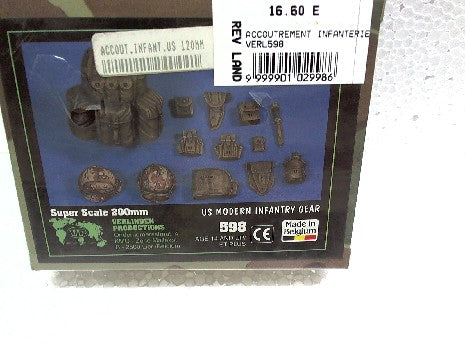 16.60 E
REV LAND
ACCOUTREMENT INFANTERIE
VERL598
9 999901 029986
ACCOUT.INFANT.US 120MM
Super Scale 200mm
US MODERN INFANTRY GEAR
VERLINDEN
PRODUCTIONS
598
Made in
Belgium
CE